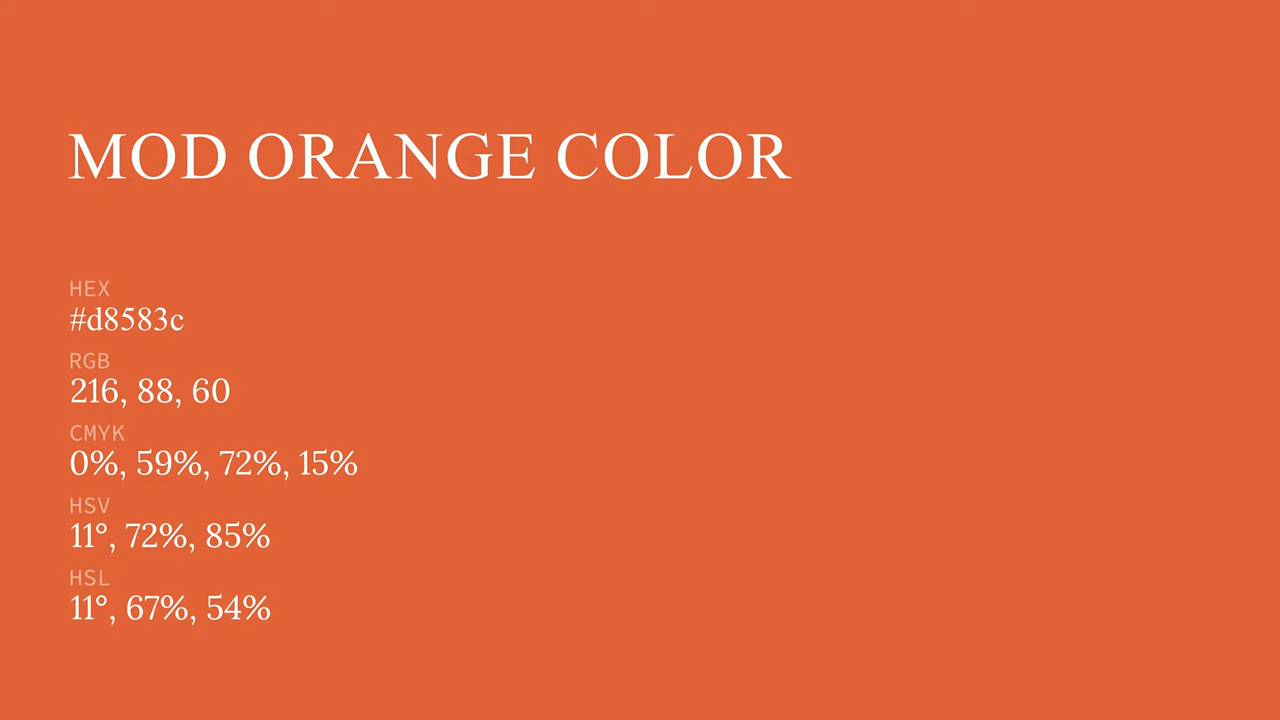 MOD ORANGE COLOR
HEX
#d8583c
RGB
216, 88, 60
CMYK
0%, 59%, 72%, 15%
HSV
11°, 72%, 85%
HSL
11°, 67%, 54%